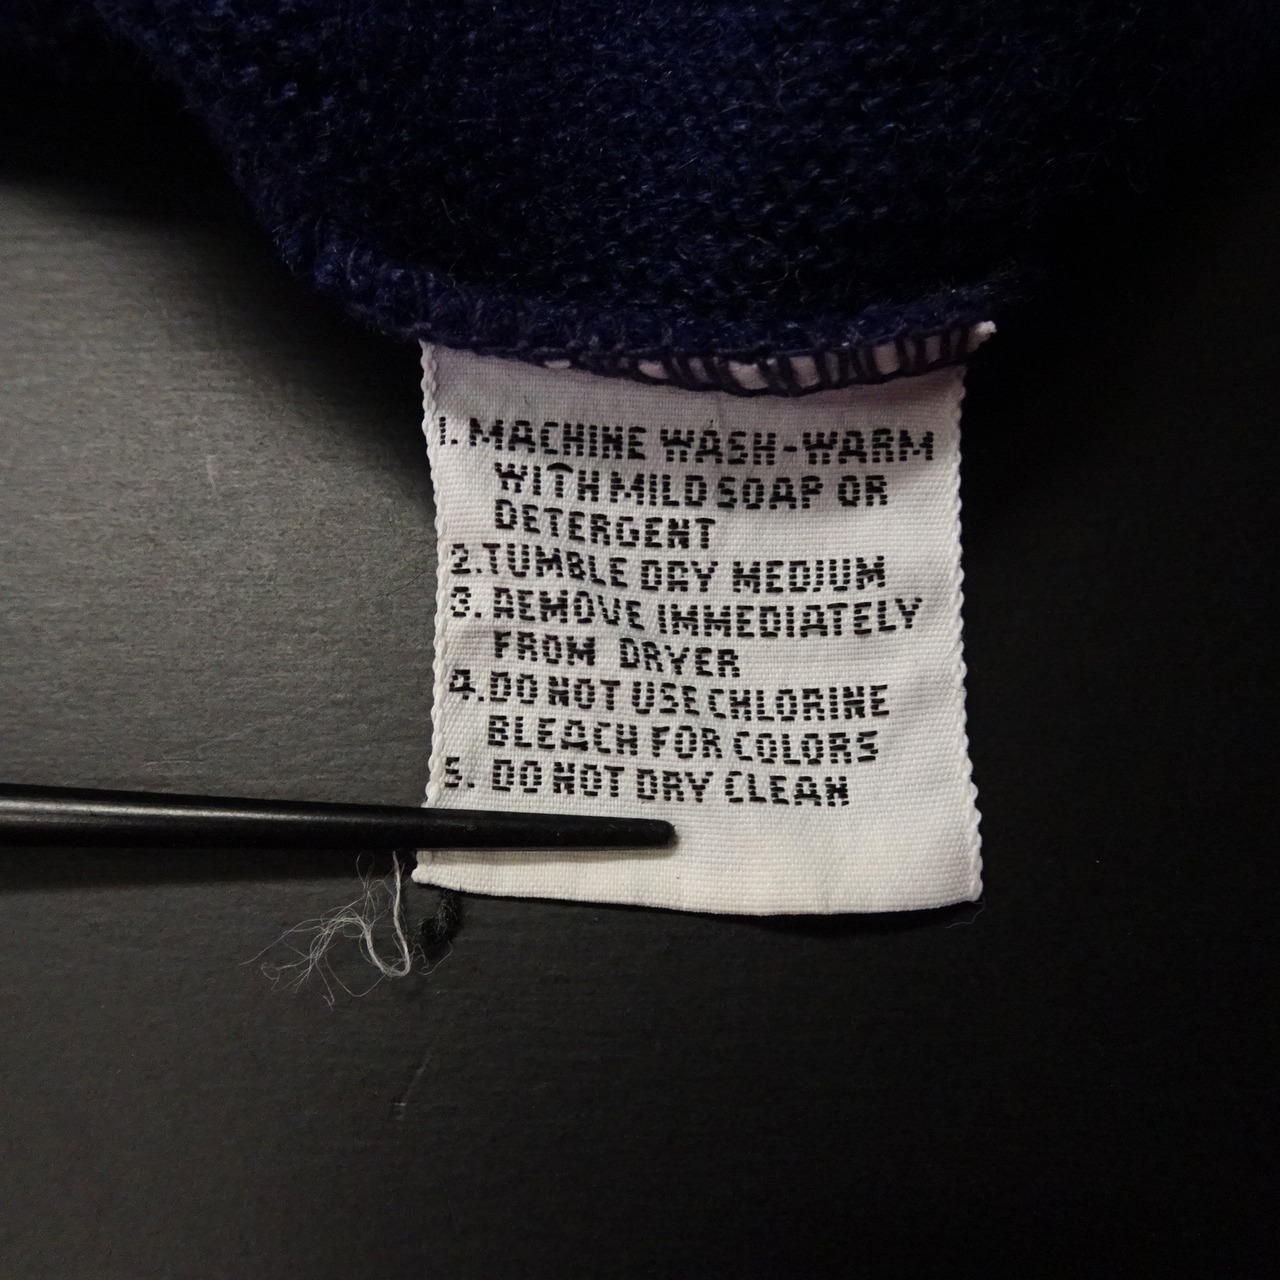 1. MACHINE WASH-WARM
WITH MILD SOAP OR
DETERGENT
2. TUMBLE DRY MEDIUM
3. REMOVE IMMEDIATELY
FROM DRYER
4. DO NOT USE CHLORINE
BLEACH FOR COLORS
5. DO NOT DRY CLEAN